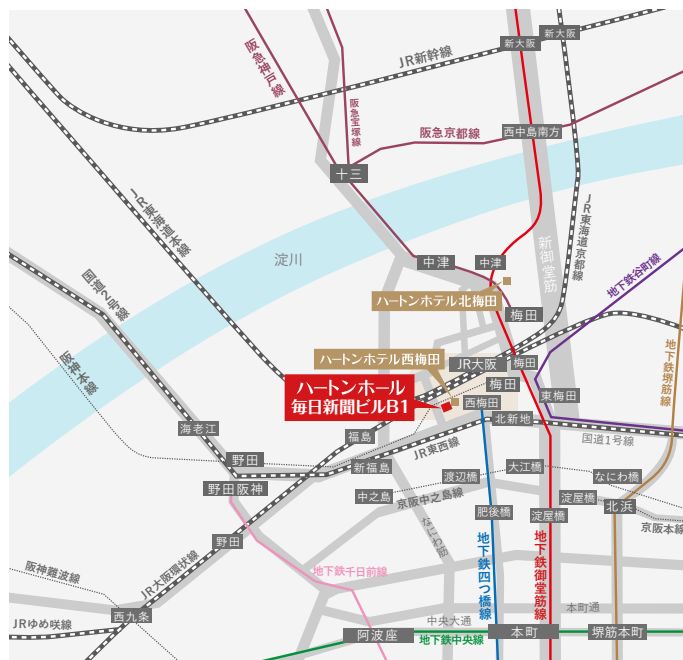 新大阪
新大阪
JR新幹線
阪急神戸線
阪急宝塚線
阪急京都線
西中島南方
十三
JR東海道本線
JR東海道京都線
新御堂筋
淀川
中津
中津
地下鉄谷町線
国道2号線
ハートンホテル北梅田
梅田
阪神本線
ハートンホテル西梅田
JR大阪
梅田
地下鉄堺筋線
梅田
ハートンホール
毎日新聞ビルB1
西梅田
東梅田
海老江
福島
北新地
国道1号線
JR東西線
野田
新福島
大江橋
渡辺橋
なにわ橋
野田阪神
中之島
京阪中之島線
淀屋橋
北浜
肥後橋
淀屋橋
京阪本線
なにわ筋
野田
地下鉄四つ橋線
地下鉄御堂筋線
阪神難波線
JR大阪環状線
地下鉄千日前線
西九条
本町通
中央大通
JRゆめ咲線
阿波座
地下鉄中央線
本町
堺筋本町